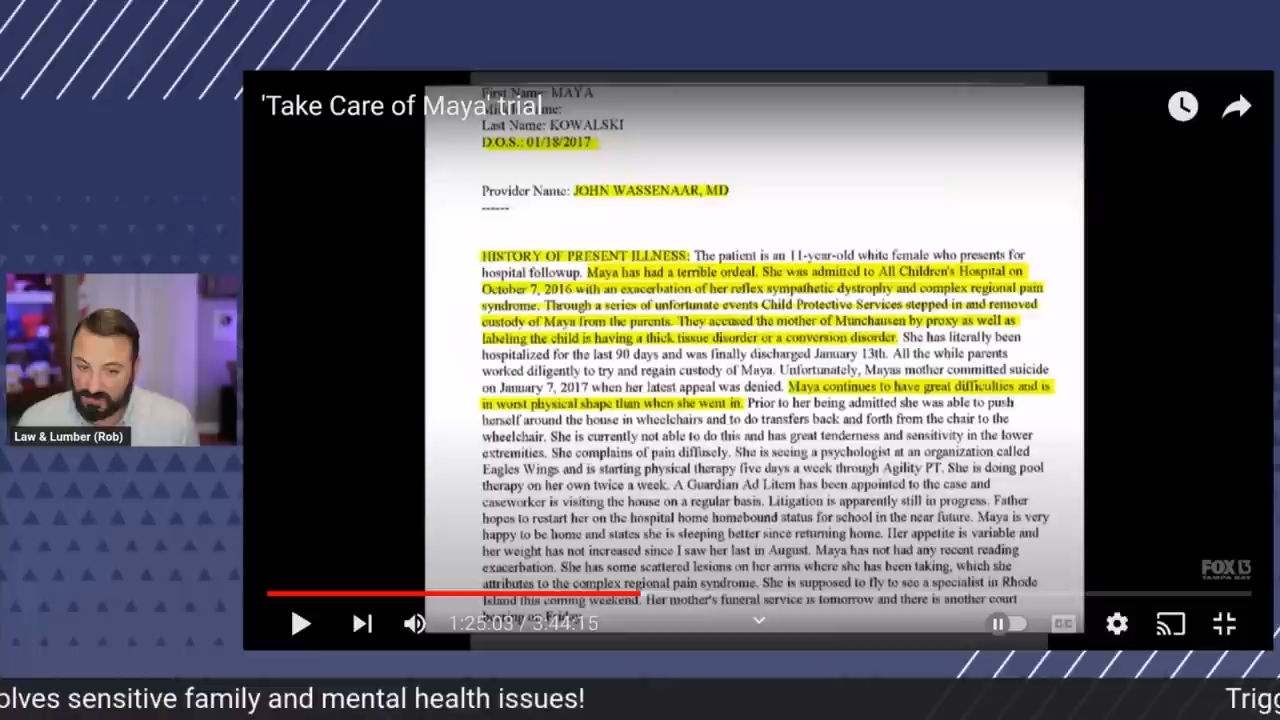 First Name: MAYA
'Take Care of Maya' trial
Last Name: KOWALSKI
D.O.S.: 01/18/2017
Provider Name: JOHN WASSENAAR, MD
------
HISTORY OF PRESENT ILLNESS: The patient is an 11-year-old white female who presents for
hospital followup. Maya has had a terrible ordeal. She was admitted to All Children's Hospital on
October 7, 2016 with an exacerbation of her reflex sympathetic dystrophy and complex regional pain
syndrome. Through a series of unfortunate events Child Protective Services stepped in and removed
custody of Maya from the parents. They accused the mother of Munchausen by proxy as well as
labeling the child is having a thick tissue disorder or a conversion disorder. She has literally been
hospitalized for the last 90 days and was finally discharged January 13th. All the while parents
worked diligently to try and regain custody of Maya. Unfortunately, Mayas mother committed suicide
on January 7, 2017 when her latest appeal was denied. Maya continues to have great difficulties and is
in worst physical shape than when she went in. Prior to her being admitted she was able to push
herself around the house in wheelchairs and to do transfers back and forth from the chair to the
wheelchair. She is currently not able to do this and has great tenderness and sensitivity in the lower
extremities. She complains of pain diffusely. She is seeing a psychologist at an organization called
Eagles Wings and is starting physical therapy five days a week through Agility PT. She is doing pool
therapy on her own twice a week. A Guardian Ad Litem has been appointed to the case and
caseworker is visiting the house on a regular basis. Litigation is apparently still in progress. Father
hopes to restart her on the hospital home homebound status for school in the near future. Maya is very
happy to be home and states she is sleeping better since returning home. Her appetite is variable and
her weight has not increased since I saw her last in August. Maya has not had any recent reading
exacerbation. She has some scattered lesions on her arms where she has been taking, which she
attributes to the complex regional pain syndrome. She is supposed to fly to see a specialist in Rhode
Island this coming weekend. Her mother's funeral service is tomorrow and there is another court
1:25:03 / 3:44:15
CC
FOX 13
TAMPA BAY
Law & Lumber (Rob)
olves sensitive family and mental health issues!
Trigg